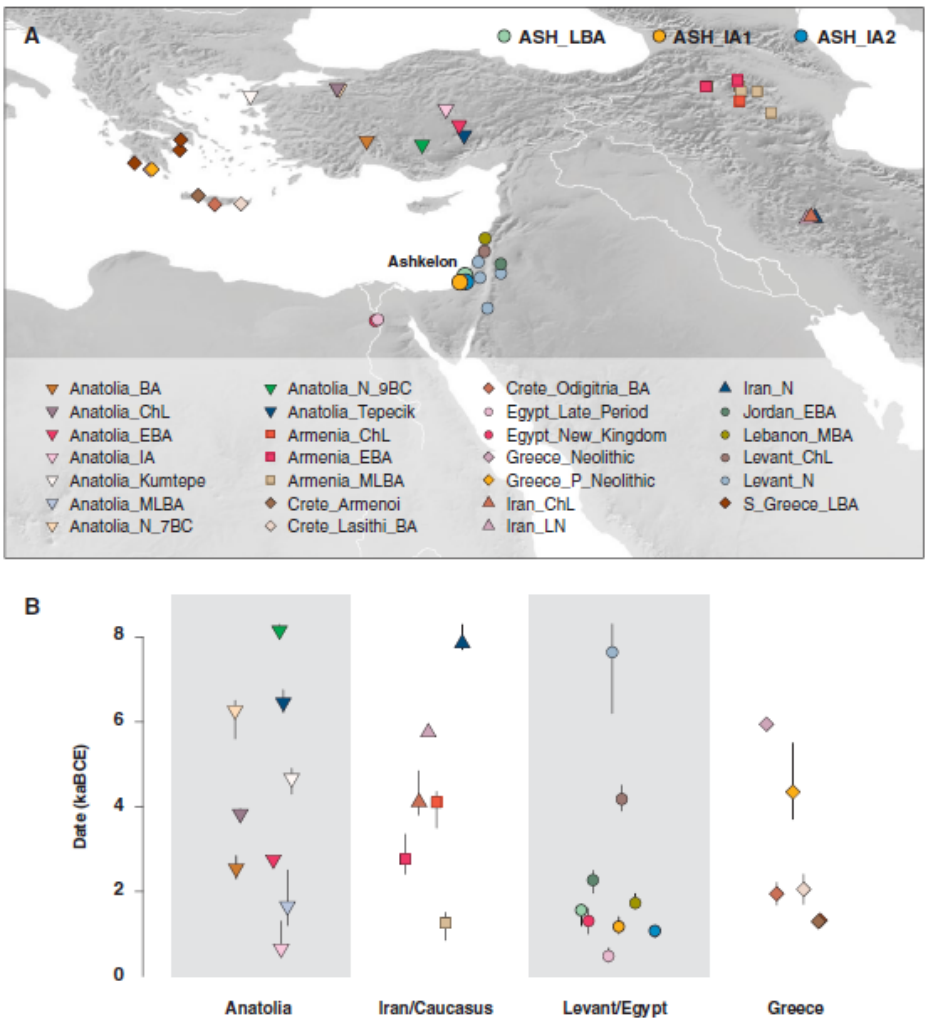 A ASH_LBA ASH_IA1 ASH_IA2
Ashkelon
Anatolia_BA Anatolia_N_9BC Crete_Odigitria_BA Iran_N
Anatolia_ChL Anatolia_Tepecik Egypt_Late_Period Jordan_EBA
Anatolia_EBA Armenia_ChL Egypt_New_Kingdom Lebanon_MBA
Anatolia_IA Armenia_EBA Greece_Neolithic Levant_ChL
Anatolia_Kumtepe Armenia_MLBA Greece_P_Neolithic Levant_N
Anatolia_MLBA Crete_Armenoi Iran_ChL S_Greece_LBA
Anatolia_N_7BC Crete_Lasithi_BA Iran_LN
B
8
6
Date (kaBCE)
4
2
0
Anatolia Iran/Caucasus Levant/Egypt Greece